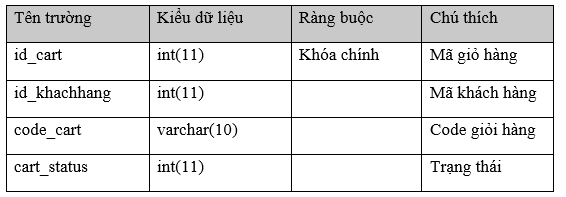 Tên trường Kiểu dữ liệu Ràng buộc Chú thích
id_cart int(11) Khóa chính Mã giỏ hàng
id_khachhang int(11) Mã khách hàng
code_cart varchar(10) Code giỏi hàng
cart_status int(11) Trạng thái